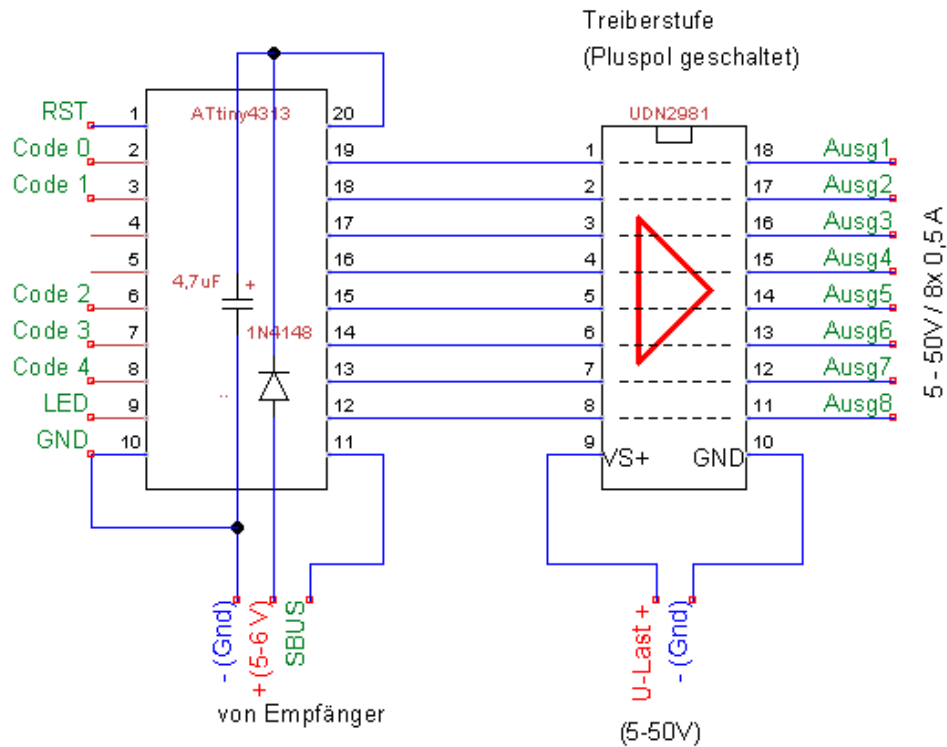 Treiberstufe
(Pluspol geschaltet)
ATtiny4313
UDN2981
RST 1 20
Code 0 2 19 1 18 Ausg1
Code 1 3 18 2 17 Ausg2
4 17 3 16 Ausg3
5 16 4 15 Ausg4
4,7uF +
Code 2 6 15 5 14 Ausg5
1N4148
Code 3 7 14 6 13 Ausg6
Code 4 8 13 7 12 Ausg7
LED 9 12 8 11 Ausg8
GND 10 11 9 10
VS+ GND
5 - 50V / 8x 0,5 A
- (Gnd)
+ (5-6 V)
SBUS
U-Last +
- (Gnd)
von Empfänger
(5-50V)